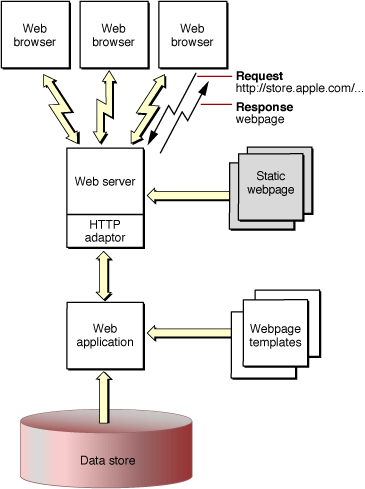 Web
browser
Web
browser
Web
browser
Request
http://store.apple.com/...
Response
webpage
Web server
HTTP
adaptor
Static
webpage
Web
application
Webpage
templates
Data store